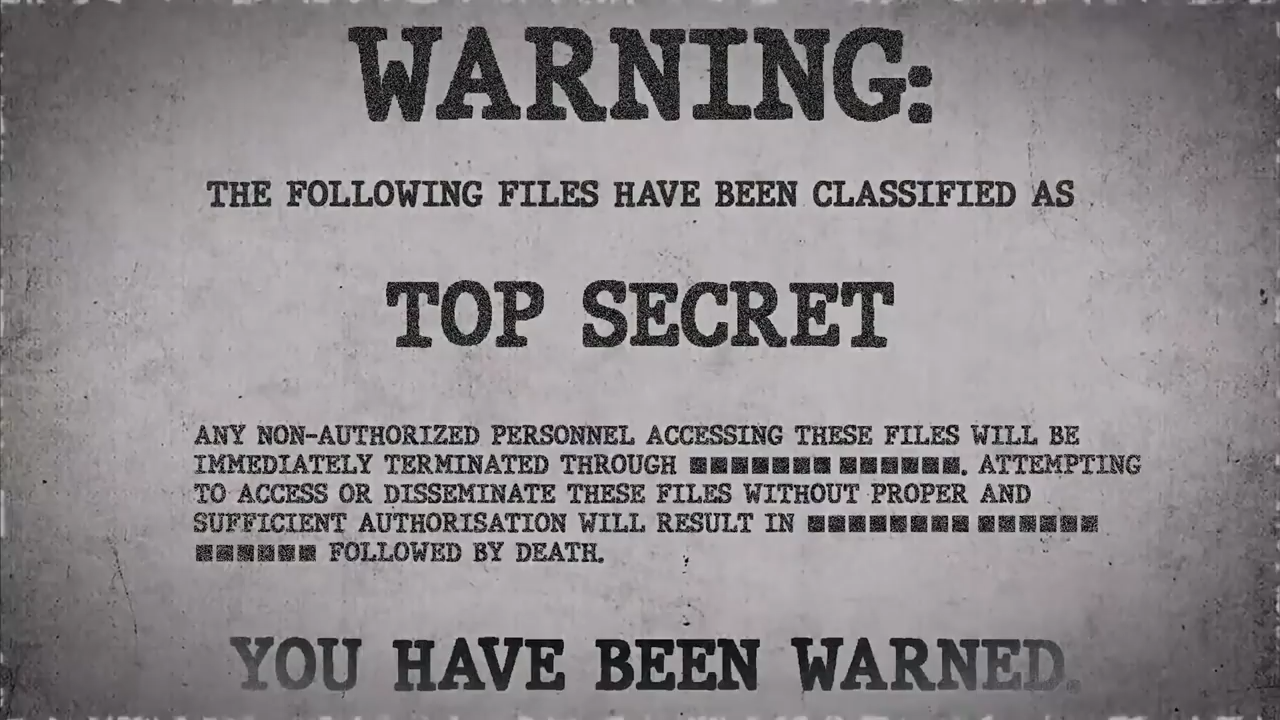 WARNING:
THE FOLLOWING FILES HAVE BEEN CLASSIFIED AS
TOP SECRET
ANY NON-AUTHORIZED PERSONNEL ACCESSING THESE FILES WILL BE
IMMEDIATELY TERMINATED THROUGH ■■■■■■■ ■■■■■■. ATTEMPTING
TO ACCESS OR DISSEMINATE THESE FILES WITHOUT PROPER AND
SUFFICIENT AUTHORISATION WILL RESULT IN ■■■■■■■■ ■■■■■■
■■■■■■ FOLLOWED BY DEATH.
YOU HAVE BEEN WARNED.